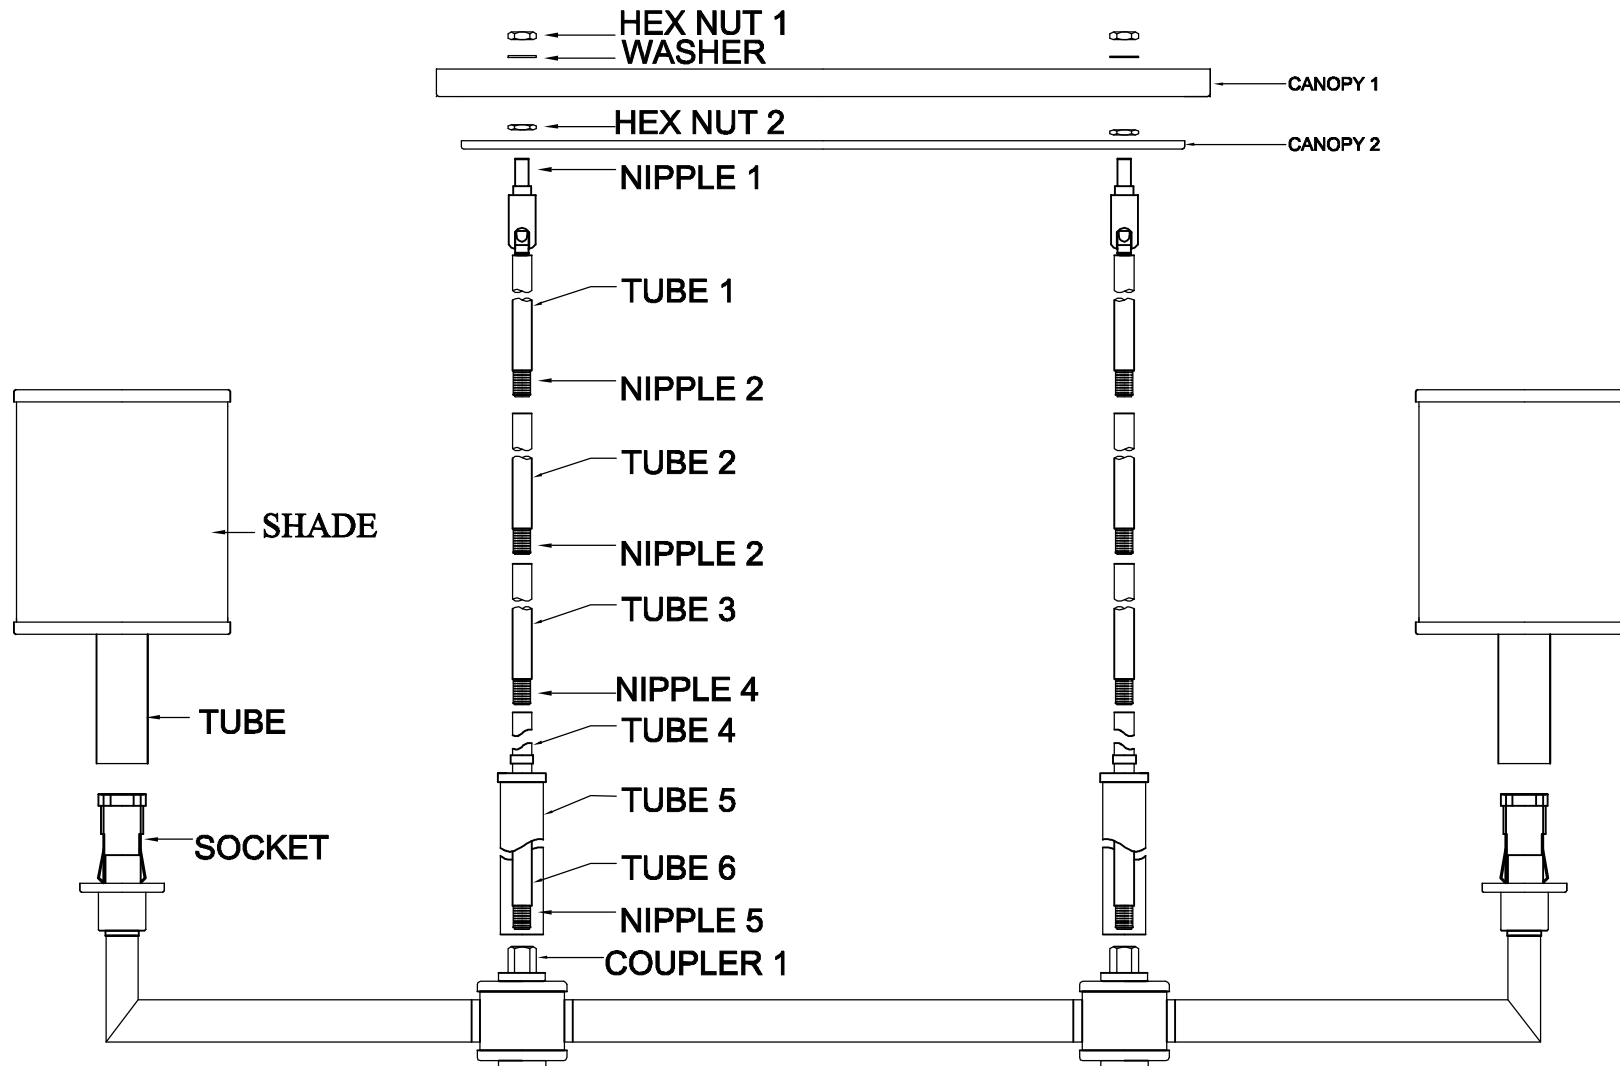 HEX NUT 1
WASHER
CANOPY 1
HEX NUT 2
CANOPY 2
NIPPLE 1
TUBE 1
NIPPLE 2
TUBE 2
SHADE
NIPPLE 2
TUBE 3
NIPPLE 4
TUBE
TUBE 4
TUBE 5
SOCKET
TUBE 6
NIPPLE 5
COUPLER 1